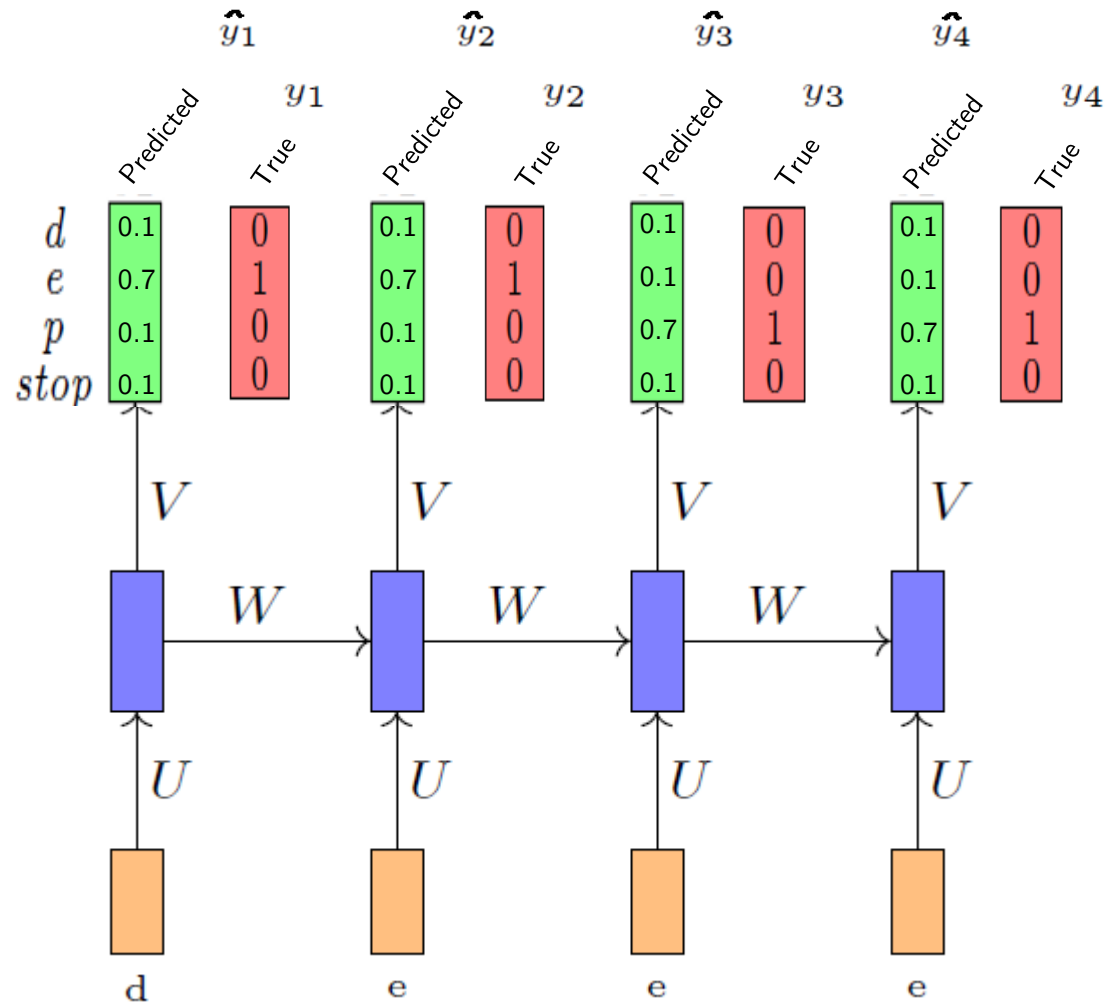 ŷ1 ŷ2 ŷ3 ŷ4
y1 y2 y3 y4
Predicted True Predicted True Predicted True Predicted True
d 0.1 0 0.1 0 0.1 0 0.1 0
e 0.7 1 0.7 1 0.1 0 0.1 0
p 0.1 0 0.1 0 0.7 1 0.7 1
stop 0.1 0 0.1 0 0.1 0 0.1 0
V V V V
W W W
U U U U
d e e e